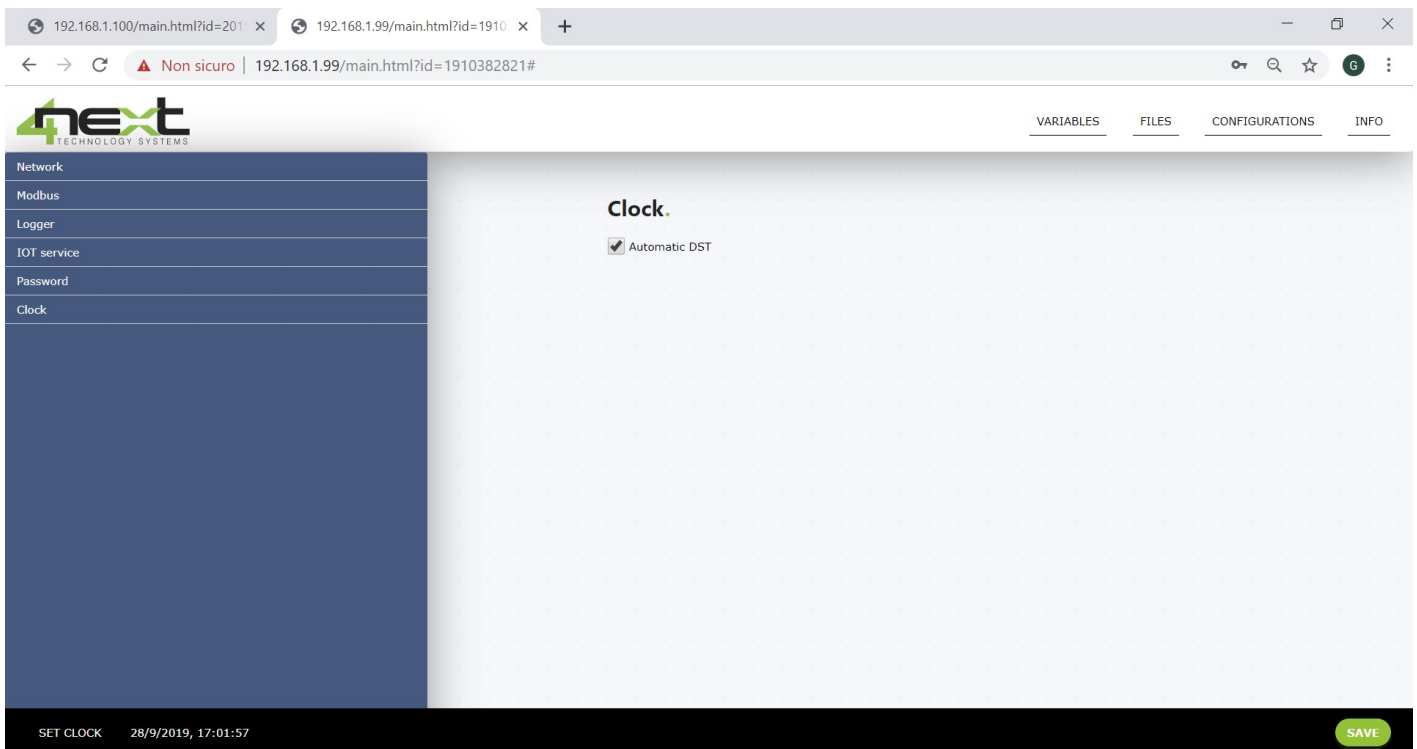 192.168.1.100/main.html?id=201
192.168.1.99/main.html?id=1910
Non sicuro | 192.168.1.99/main.html?id=1910382821#
G
4next
TECHNOLOGY SYSTEMS
VARIABLES
FILES
CONFIGURATIONS
INFO
Network
Modbus
Logger
IOT service
Password
Clock
Clock.
Automatic DST
SET CLOCK 28/9/2019, 17:01:57
SAVE